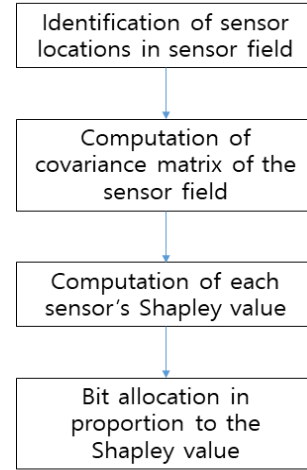 Identification of sensor
locations in sensor field
Computation of
covariance matrix of the
sensor field
Computation of each
sensor's Shapley value
Bit allocation in
proportion to the
Shapley value